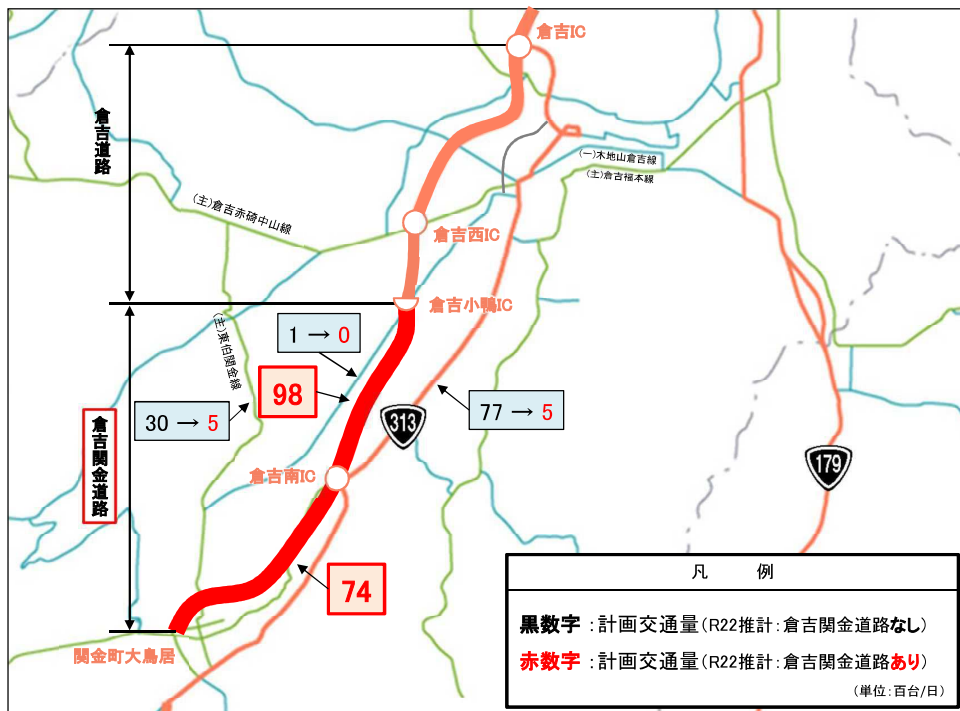 倉吉IC
倉吉道路
(一)木地山倉吉線
(主)倉吉福本線
(主)倉吉赤碕中山線
倉吉西IC
倉吉小鴨IC
(主)東伯関金線
1 → 0
98
30 → 5
77 → 5
313
倉吉関金道路
179
倉吉南IC
74
関金町大鳥居
凡 例
黒数字:計画交通量(R22推計:倉吉関金道路なし)
赤数字:計画交通量(R22推計:倉吉関金道路あり)
(単位:百台/日)